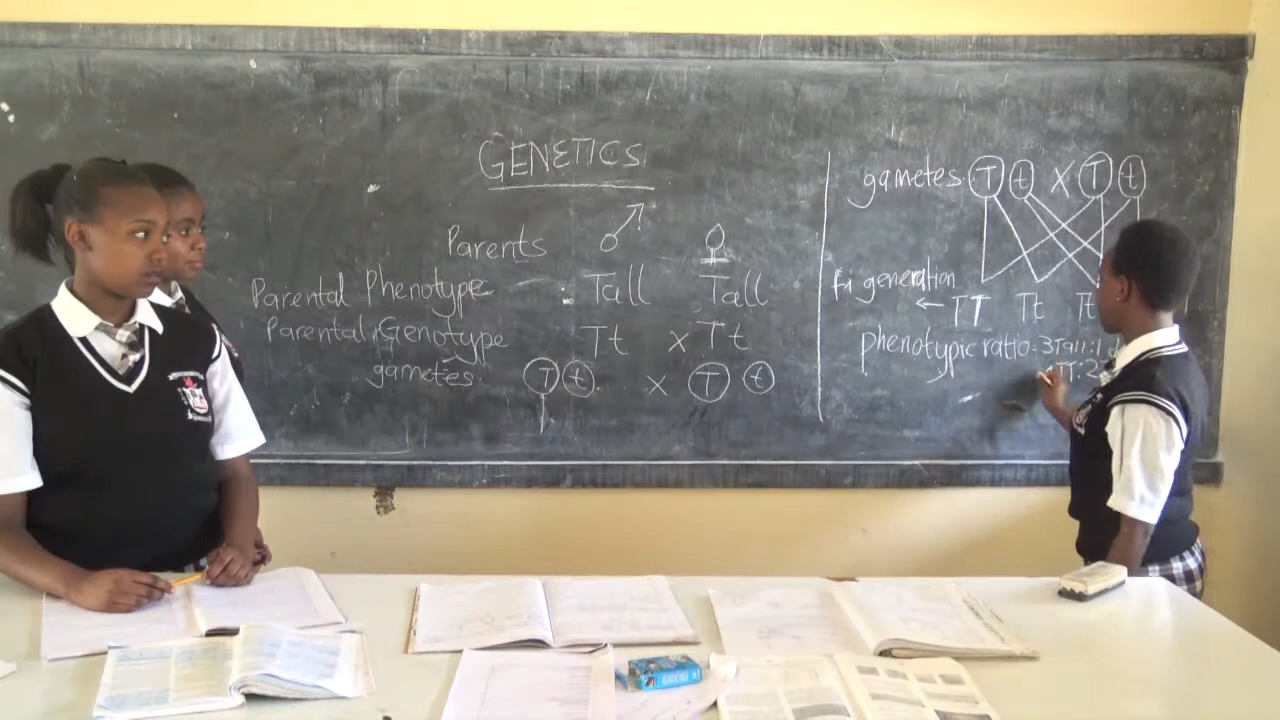 GENETICS
Parents ♂ ♀
Parental Phenotype : Tall , Tall
Parental Genotype Tt x Tt
gametes. T t x T t
gametes. T t X T t
f1 generation
← TT Tt Tt
phenotypic ratio = 3Tall : 1 d
TT : 2